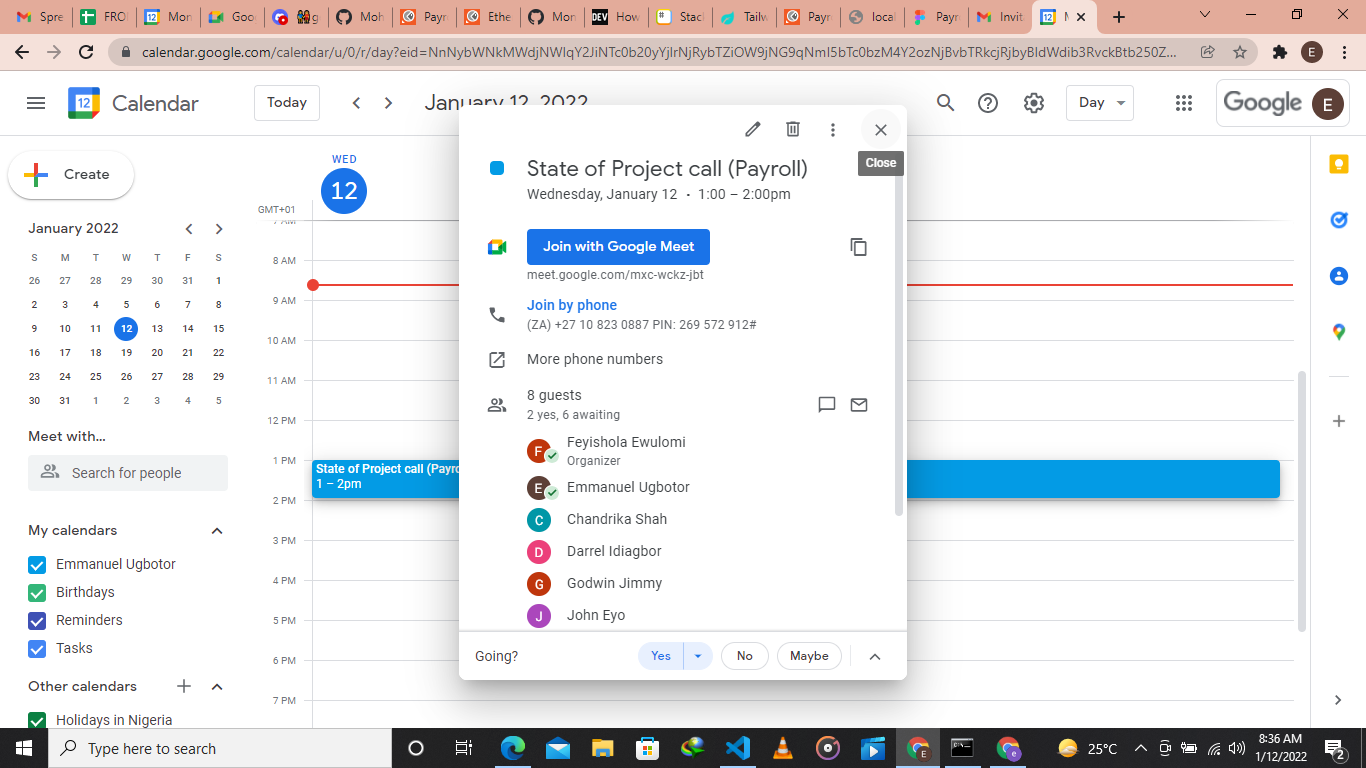 Spre
FRO
Mon
Goo
g
Moh
Payr
Ethe
Mon
DEV
How
Stac
Tailw
Payr
local
Payr
Invit
E
calendar.google.com/calendar/u/0/r/day?eid=
12
Calendar
Today
January 12, 2022
Day
Google
E
Create
January 2022
S M T W T F S
26 27 28 29 30 31 1
2 3 4 5 6 7 8
9 10 11 12 13 14 15
16 17 18 19 20 21 22
23 24 25 26 27 28 29
30 31 1 2 3 4 5
Meet with...
Search for people
My calendars
Emmanuel Ugbotor
Birthdays
Reminders
Tasks
Other calendars
Holidays in Nigeria
WED
12
GMT+01
7 AM
8 AM
9 AM
10 AM
11 AM
12 PM
1 PM
2 PM
3 PM
4 PM
5 PM
6 PM
7 PM
State of Project call (Payro
1 – 2pm
Close
State of Project call (Payroll)
Wednesday, January 12 · 1:00 – 2:00pm
Join with Google Meet
meet.google.com/mxc-wckz-jbt
Join by phone
(ZA) +27 10 823 0887 PIN: 269 572 912#
More phone numbers
8 guests
2 yes, 6 awaiting
F Feyishola Ewulomi
Organizer
E Emmanuel Ugbotor
C Chandrika Shah
D Darrel Idiagbor
G Godwin Jimmy
J John Eyo
Going?
Yes
No
Maybe
Type here to search
25°C
8:36 AM
1/12/2022
2